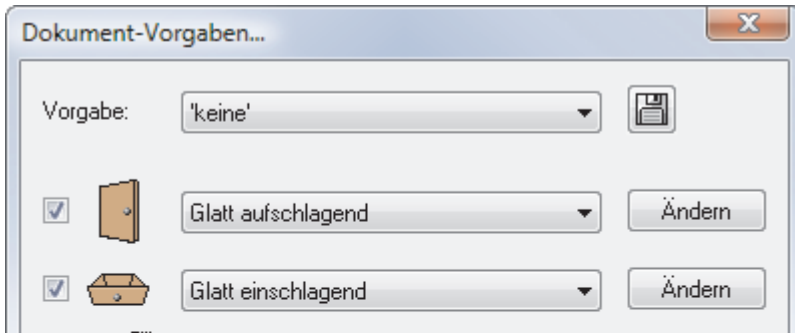 Dokument-Vorgaben...
Vorgabe: 'keine'
Glatt aufschlagend Ändern
Glatt einschlagend Ändern